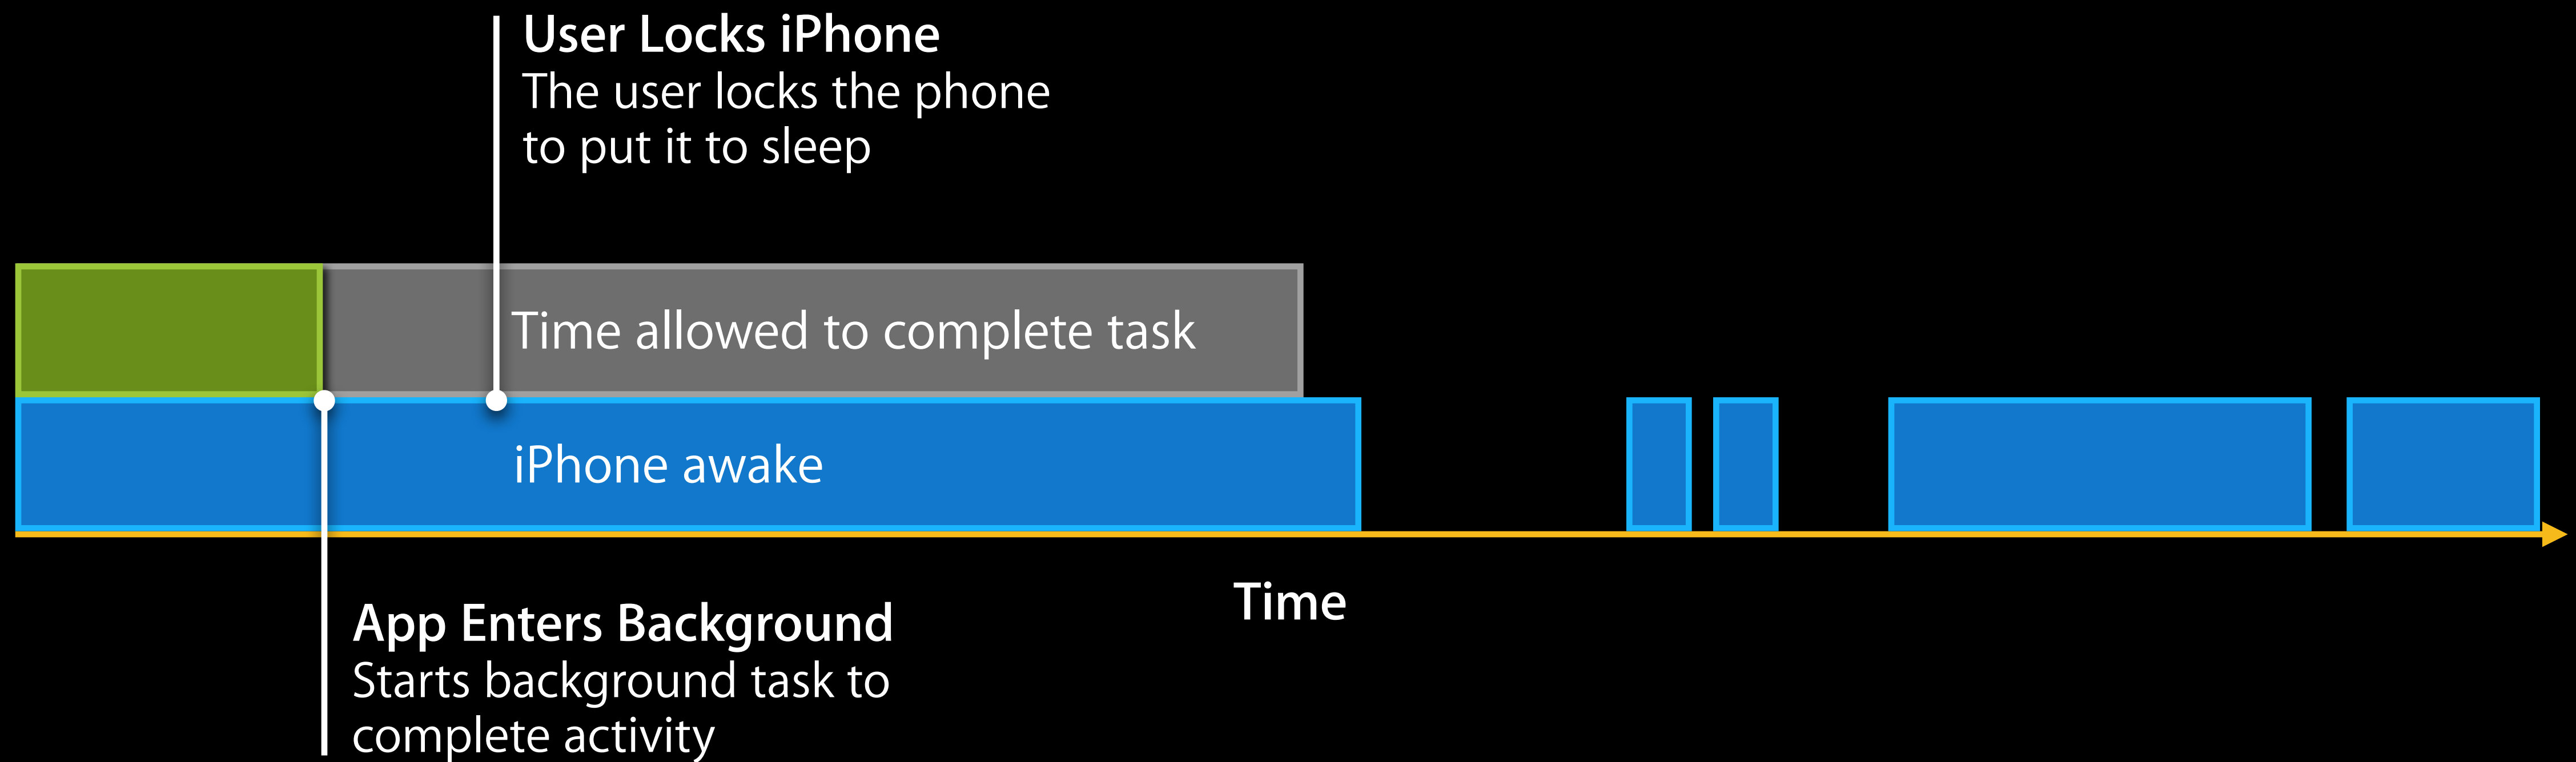 User Locks iPhone
The user locks the phone
to put it to sleep
Time allowed to complete task
iPhone awake
Time
App Enters Background
Starts background task to
complete activity